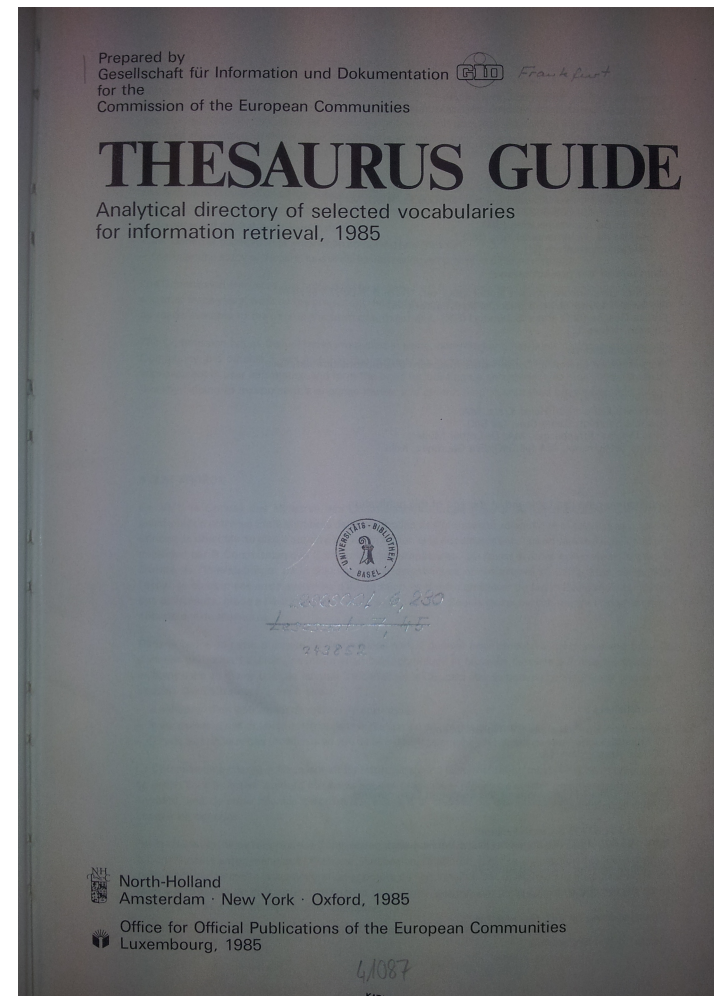 Prepared by
Gesellschaft für Information und Dokumentation GID Frankfurt
for the
Commission of the European Communities
THESAURUS GUIDE
Analytical directory of selected vocabularies
for information retrieval, 1985
UNIVERSITÄTS-BIBLIOTHEK
BASEL
NH
North-Holland
Amsterdam · New York · Oxford, 1985
Office for Official Publications of the European Communities
Luxembourg, 1985